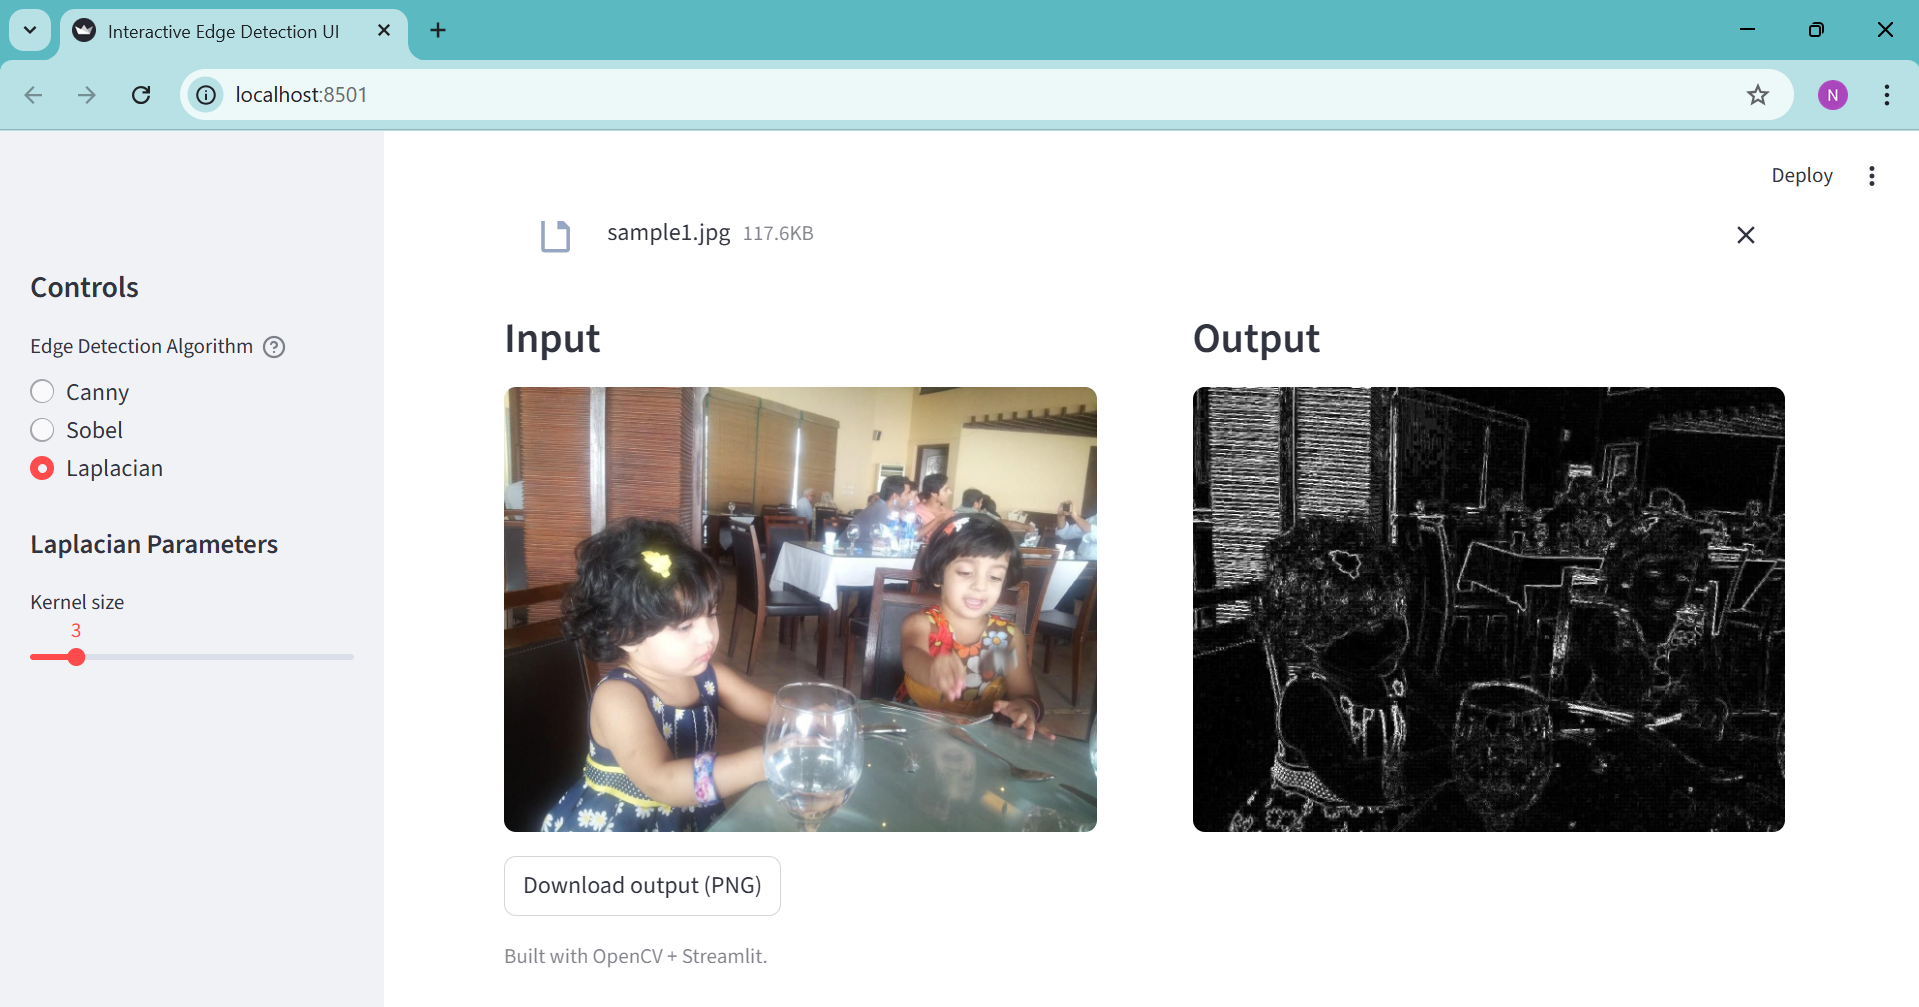 Interactive Edge Detection UI
localhost:8501
N
Deploy
sample1.jpg 117.6KB
Controls
Edge Detection Algorithm ?
Canny
Sobel
Laplacian
Laplacian Parameters
Kernel size
3
Input
Output
Download output (PNG)
Built with OpenCV + Streamlit.